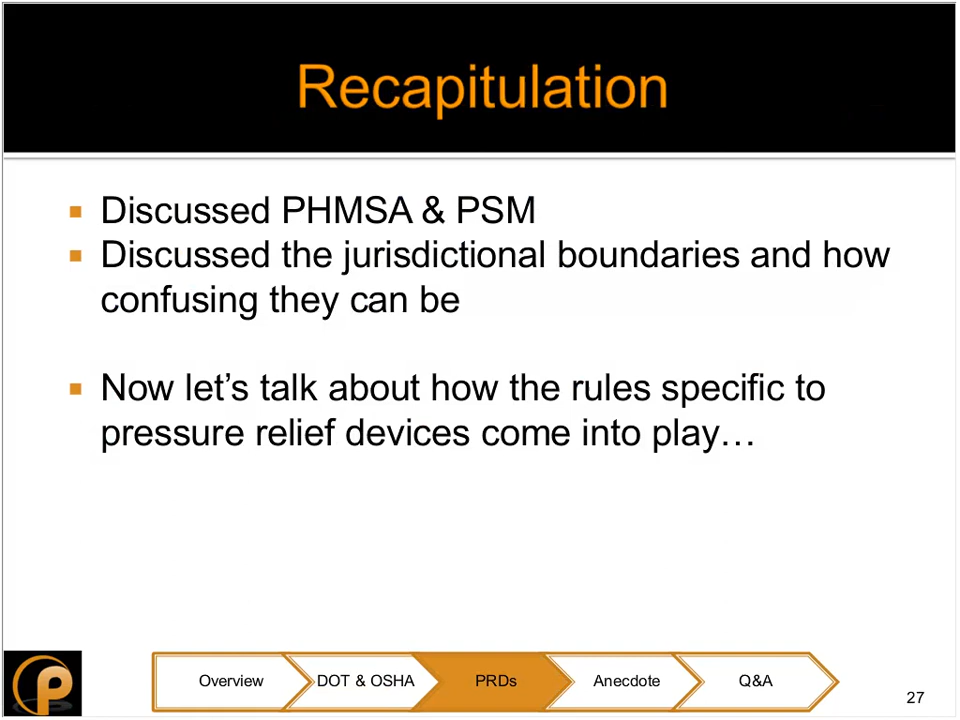 Recapitulation
Discussed PHMSA & PSM
Discussed the jurisdictional boundaries and how
confusing they can be
Now let’s talk about how the rules specific to
pressure relief devices come into play…
P
Overview
DOT & OSHA
PRDs
Anecdote
Q&A
27